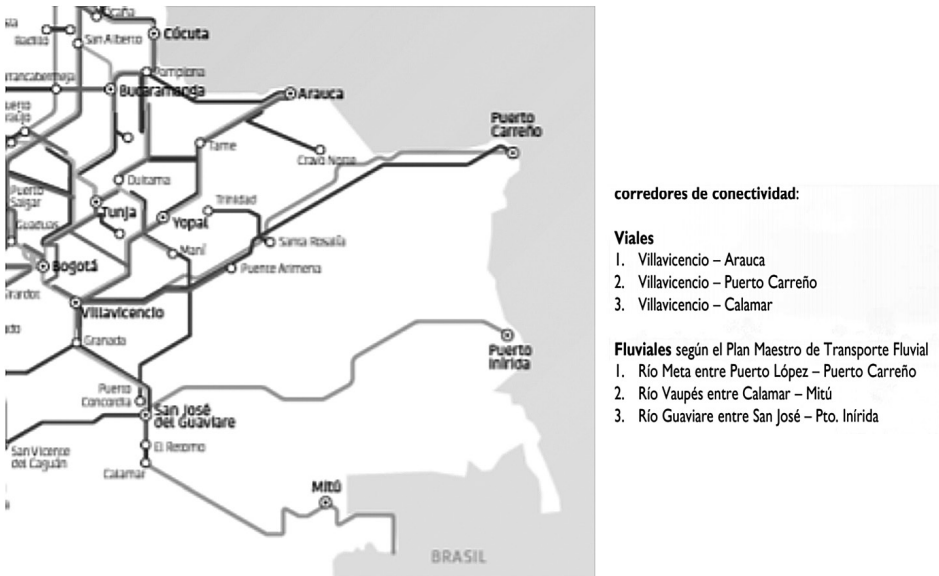 Ocaña
Cúcuta
San Alberto
Pamplona
Bucaramanga
Arauca
Puerto
Carreño
Tame
Cravo Norte
Duitama
Puerto
Salgar
Trinidad
Tunja
Yopal
Guaduas
Santa Rosalía
Maní
Bogotá
Puente Arimena
Villavicencio
Granada
Puerto
Inírida
Puerto
Concordia
San José
del Guaviare
El Retorno
San Vicente
del Caguán
Calamar
Mitú
BRASIL
corredores de conectividad:
Viales
1. Villavicencio – Arauca
2. Villavicencio – Puerto Carreño
3. Villavicencio – Calamar
Fluviales según el Plan Maestro de Transporte Fluvial
1. Río Meta entre Puerto López – Puerto Carreño
2. Río Vaupés entre Calamar – Mitú
3. Río Guaviare entre San José – Pto. Inírida